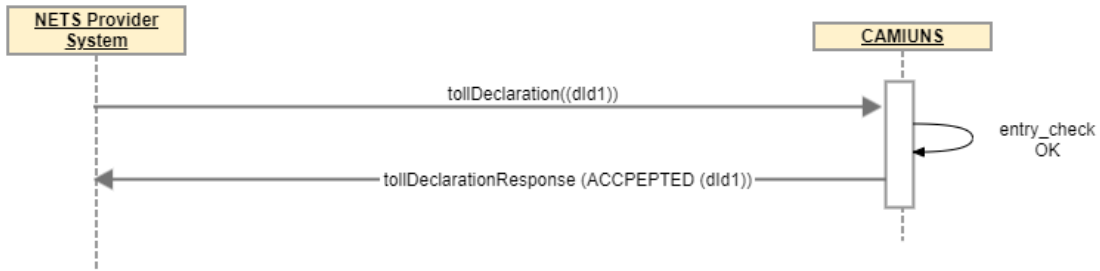 NETS Provider
System
CAMIUNS
tollDeclaration((dId1))
entry_check
OK
tollDeclarationResponse (ACCPEPTED (dId1))